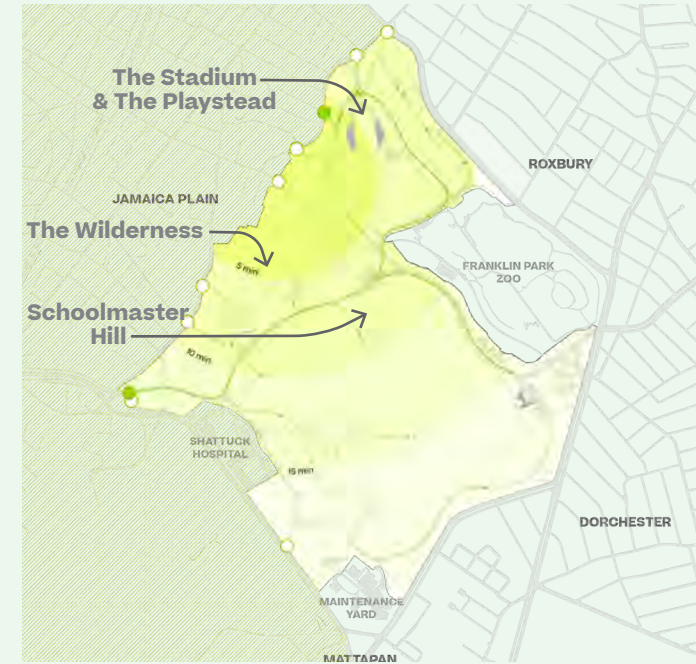 The Stadium
& The Playstead
ROXBURY
JAMAICA PLAIN
The Wilderness
5 min
FRANKLIN PARK
ZOO
Schoolmaster
Hill
10 min
SHATTUCK
HOSPITAL
15 min
DORCHESTER
MAINTENANCE
YARD
MATTAPAN